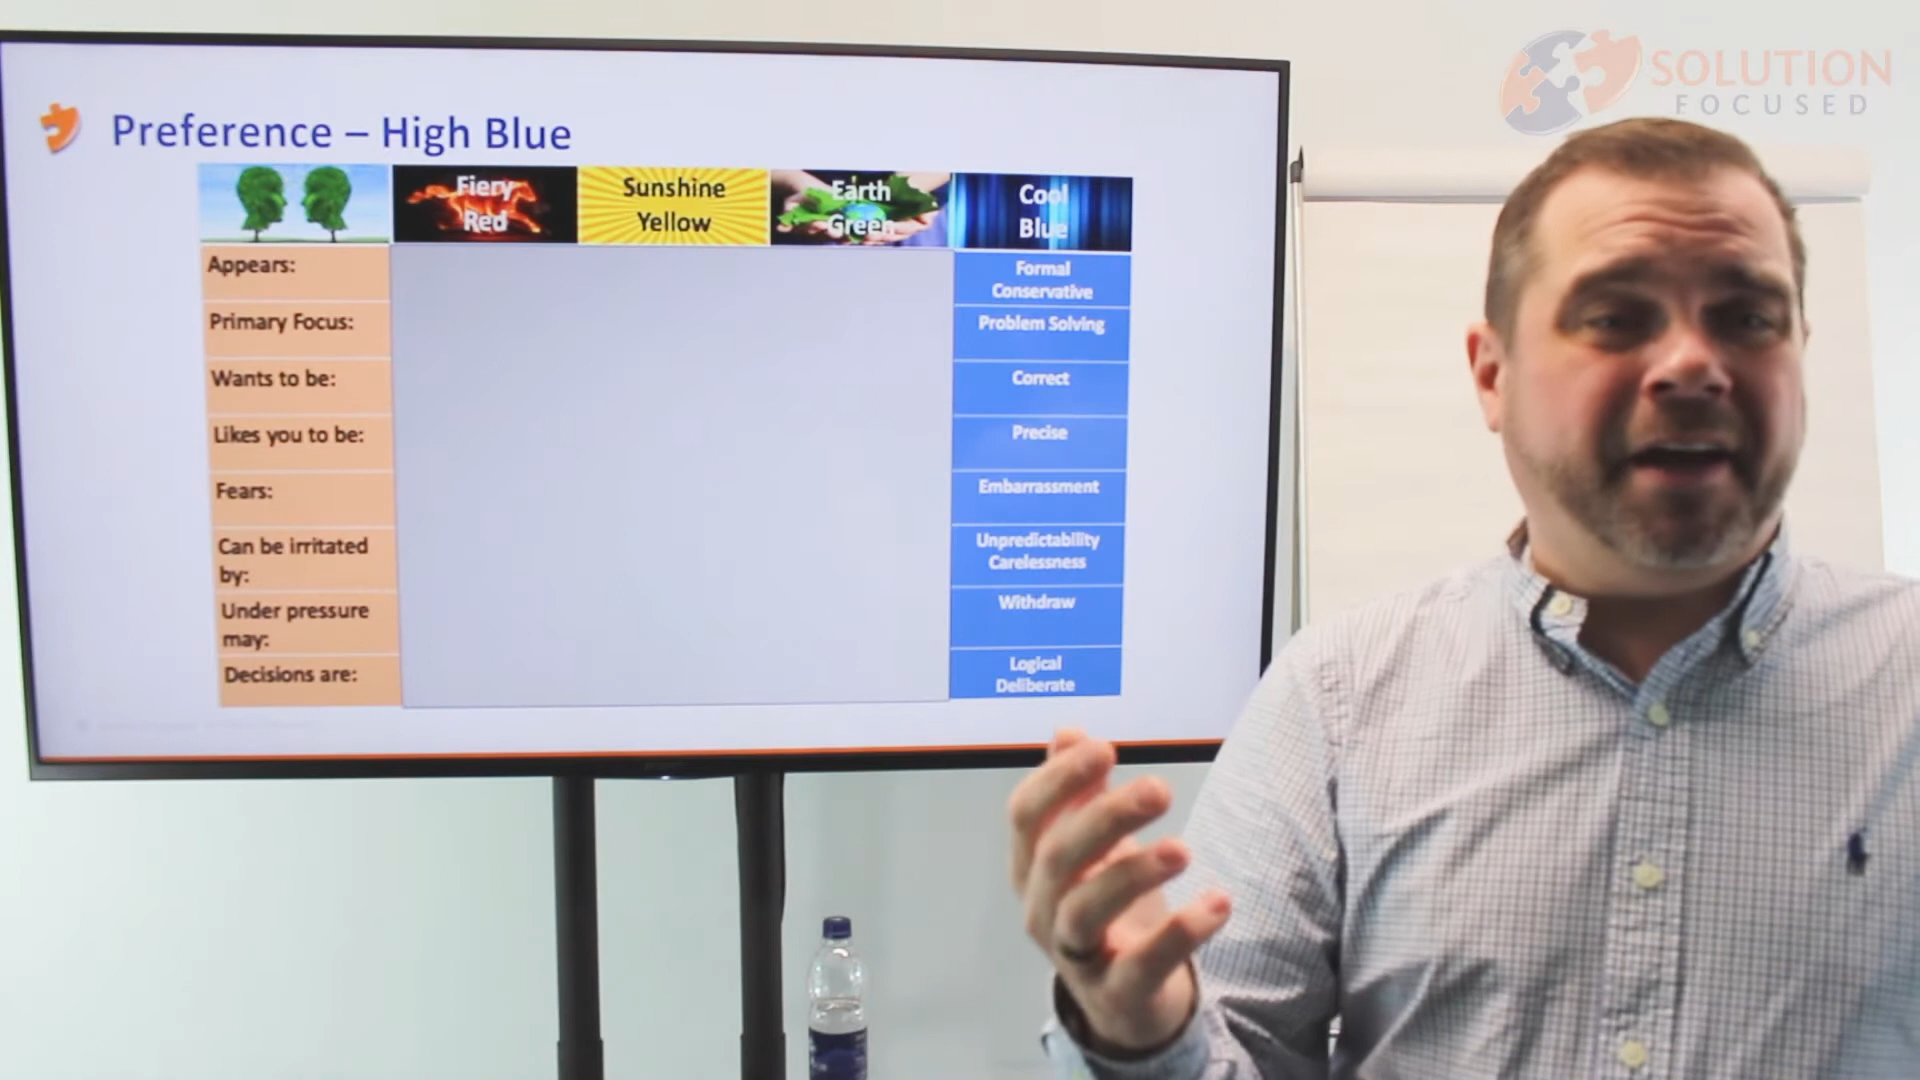 SOLUTION
FOCUSED
Preference – High Blue
Fiery
Red
Sunshine
Yellow
Earth
Green
Cool
Blue
Appears:
Formal
Conservative
Primary Focus:
Problem Solving
Wants to be:
Correct
Likes you to be:
Precise
Fears:
Embarrassment
Can be irritated
by:
Unpredictability
Carelessness
Under pressure
may:
Withdraw
Decisions are:
Logical
Deliberate